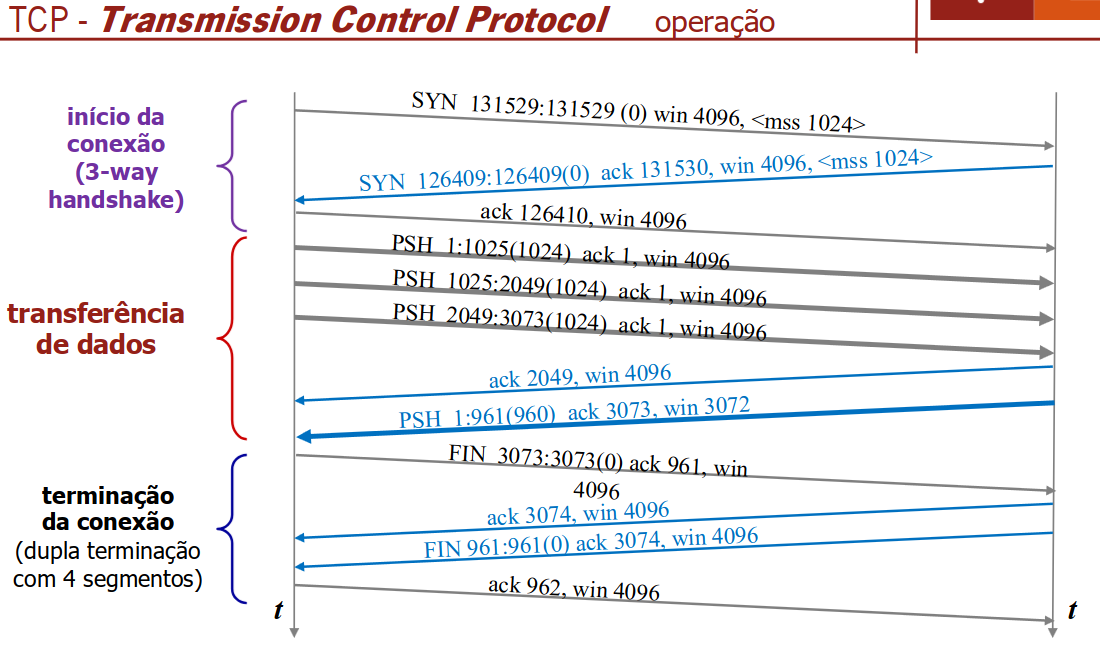 TCP - Transmission Control Protocol operação
início da
conexão
(3-way
handshake)
SYN 131529:131529 (0) win 4096, <mss 1024>
SYN 126409:126409(0) ack 131530, win 4096, <mss 1024>
ack 126410, win 4096
transferência
de dados
PSH 1:1025(1024) ack 1, win 4096
PSH 1025:2049(1024) ack 1, win 4096
PSH 2049:3073(1024) ack 1, win 4096
ack 2049, win 4096
PSH 1:961(960) ack 3073, win 3072
terminação
da conexão
(dupla terminação
com 4 segmentos)
FIN 3073:3073(0) ack 961, win
4096
ack 3074, win 4096
FIN 961:961(0) ack 3074, win 4096
ack 962, win 4096
t
t